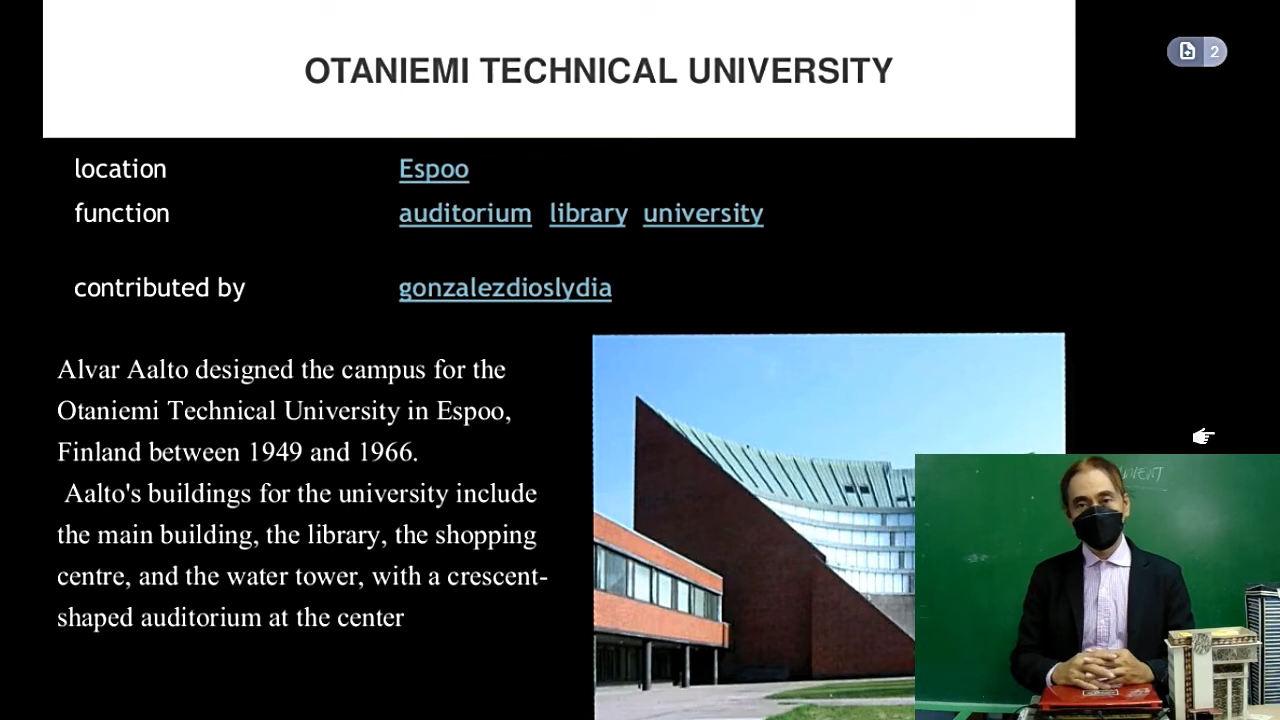 OTANIEMI TECHNICAL UNIVERSITY
2
location Espoo
function auditorium library university
contributed by gonzalezdioslydia
Alvar Aalto designed the campus for the
Otaniemi Technical University in Espoo,
Finland between 1949 and 1966.
Aalto's buildings for the university include
the main building, the library, the shopping
centre, and the water tower, with a crescent-
shaped auditorium at the center